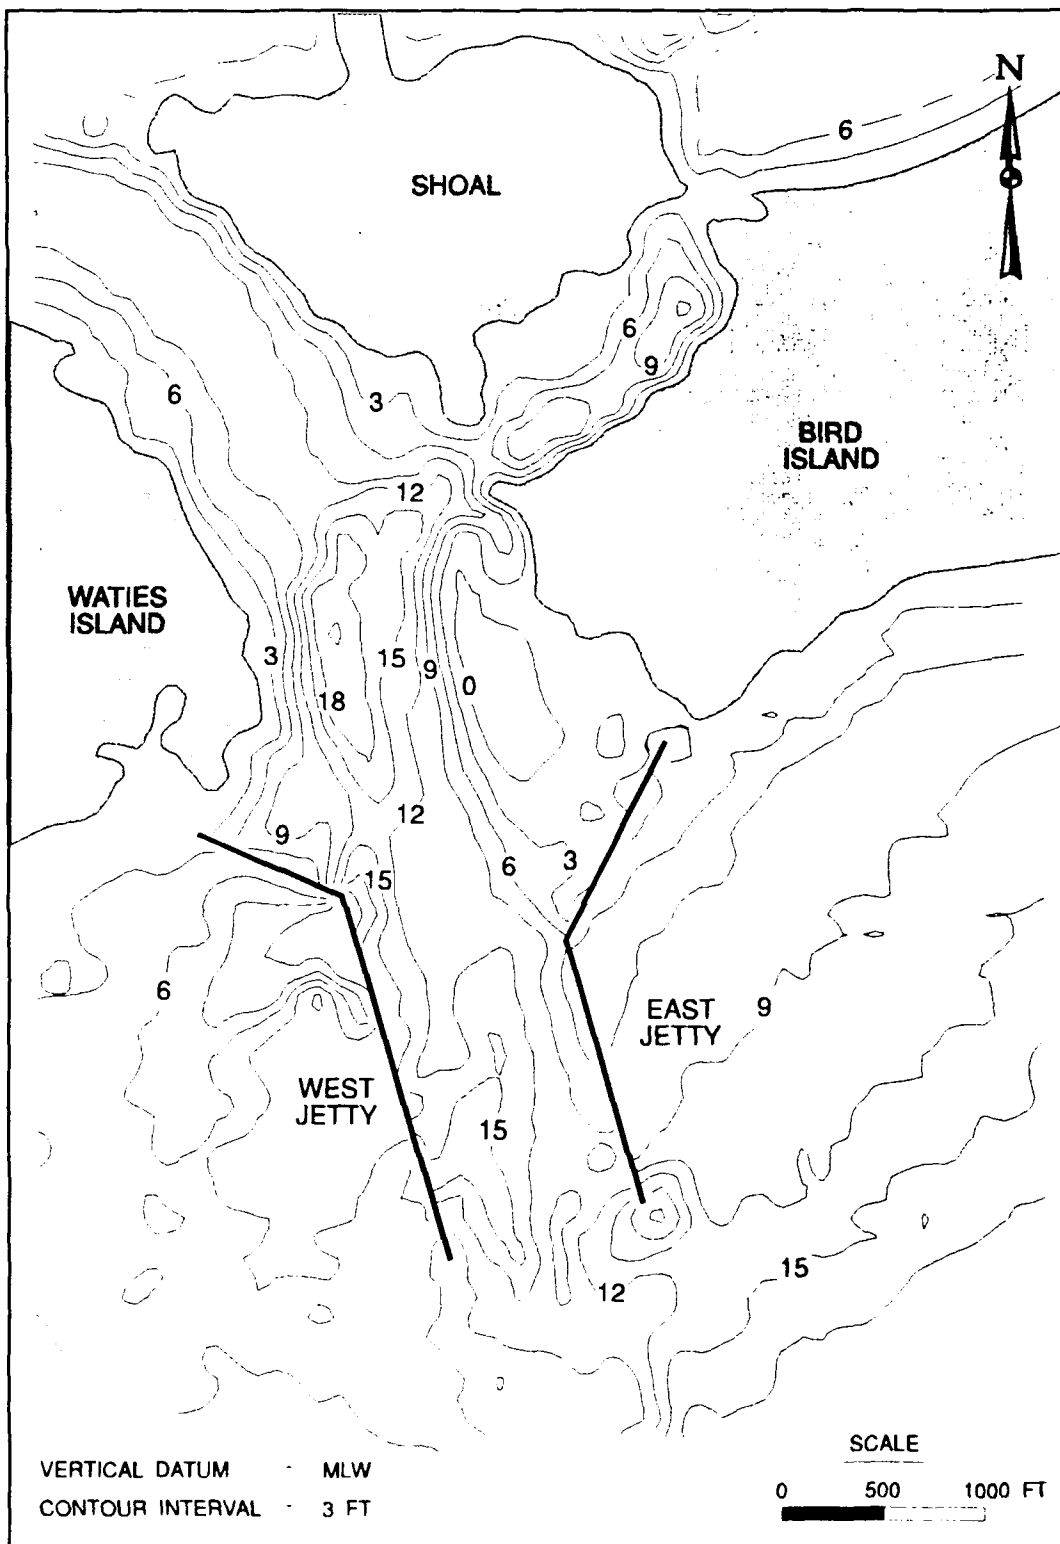 N
6
SHOAL
6
9
6
3
BIRD
ISLAND
12
WATIES
ISLAND
3
15
9
0
18
12
9
15
6
3
6
EAST
JETTY
9
WEST
JETTY
15
15
12
SCALE
VERTICAL DATUM - MLW
0 500 1000 FT
CONTOUR INTERVAL - 3 FT